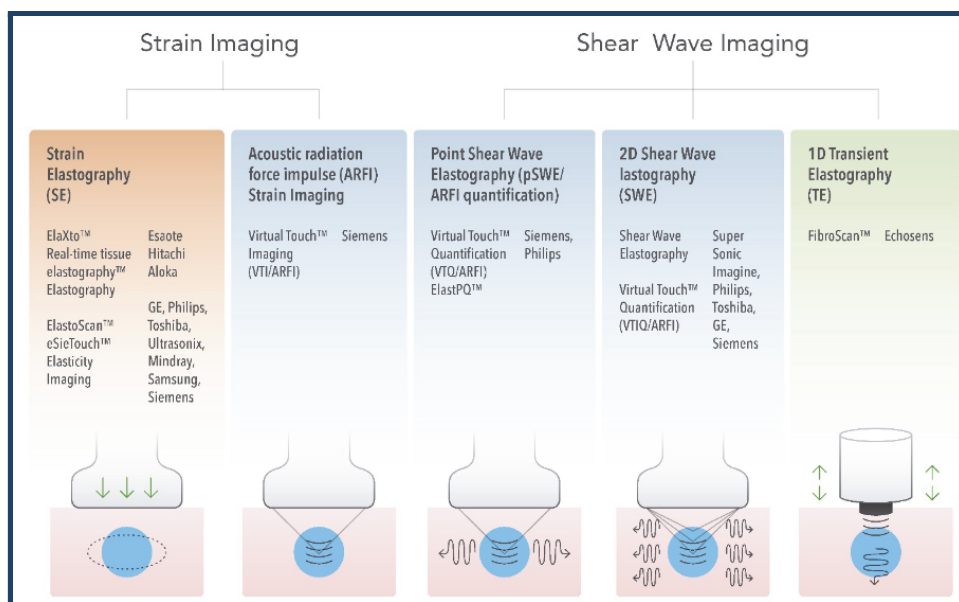 Strain Imaging
Shear Wave Imaging
Strain
Elastography
(SE)
ElaXto™
Real-time tissue
elastography™
Elastography
ElastoScan™
eSieTouch™
Elasticity
Imaging
Esaote
Hitachi
Aloka
GE, Philips,
Toshiba,
Ultrasonix,
Mindray,
Samsung,
Siemens
Acoustic radiation
force impulse (ARFI)
Strain Imaging
Virtual Touch™
Imaging
(VTI/ARFI)
Siemens
Point Shear Wave
Elastography (pSWE/
ARFI quantification)
Virtual Touch™
Quantification
(VTQ/ARFI)
ElastPQ™
Siemens,
Philips
2D Shear Wave
lastography
(SWE)
Shear Wave
Elastography
Virtual Touch™
Quantification
(VTIQ/ARFI)
Super
Sonic
Imagine,
Philips,
Toshiba,
GE,
Siemens
1D Transient
Elastography
(TE)
FibroScan™
Echosens